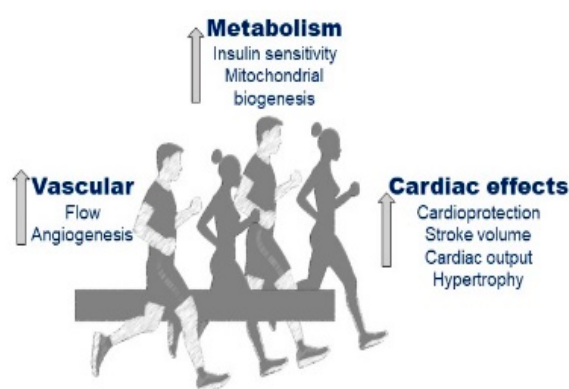 Metabolism
Insulin sensitivity
Mitochondrial
biogenesis
Vascular
Flow
Angiogenesis
Cardiac effects
Cardioprotection
Stroke volume
Cardiac output
Hypertrophy